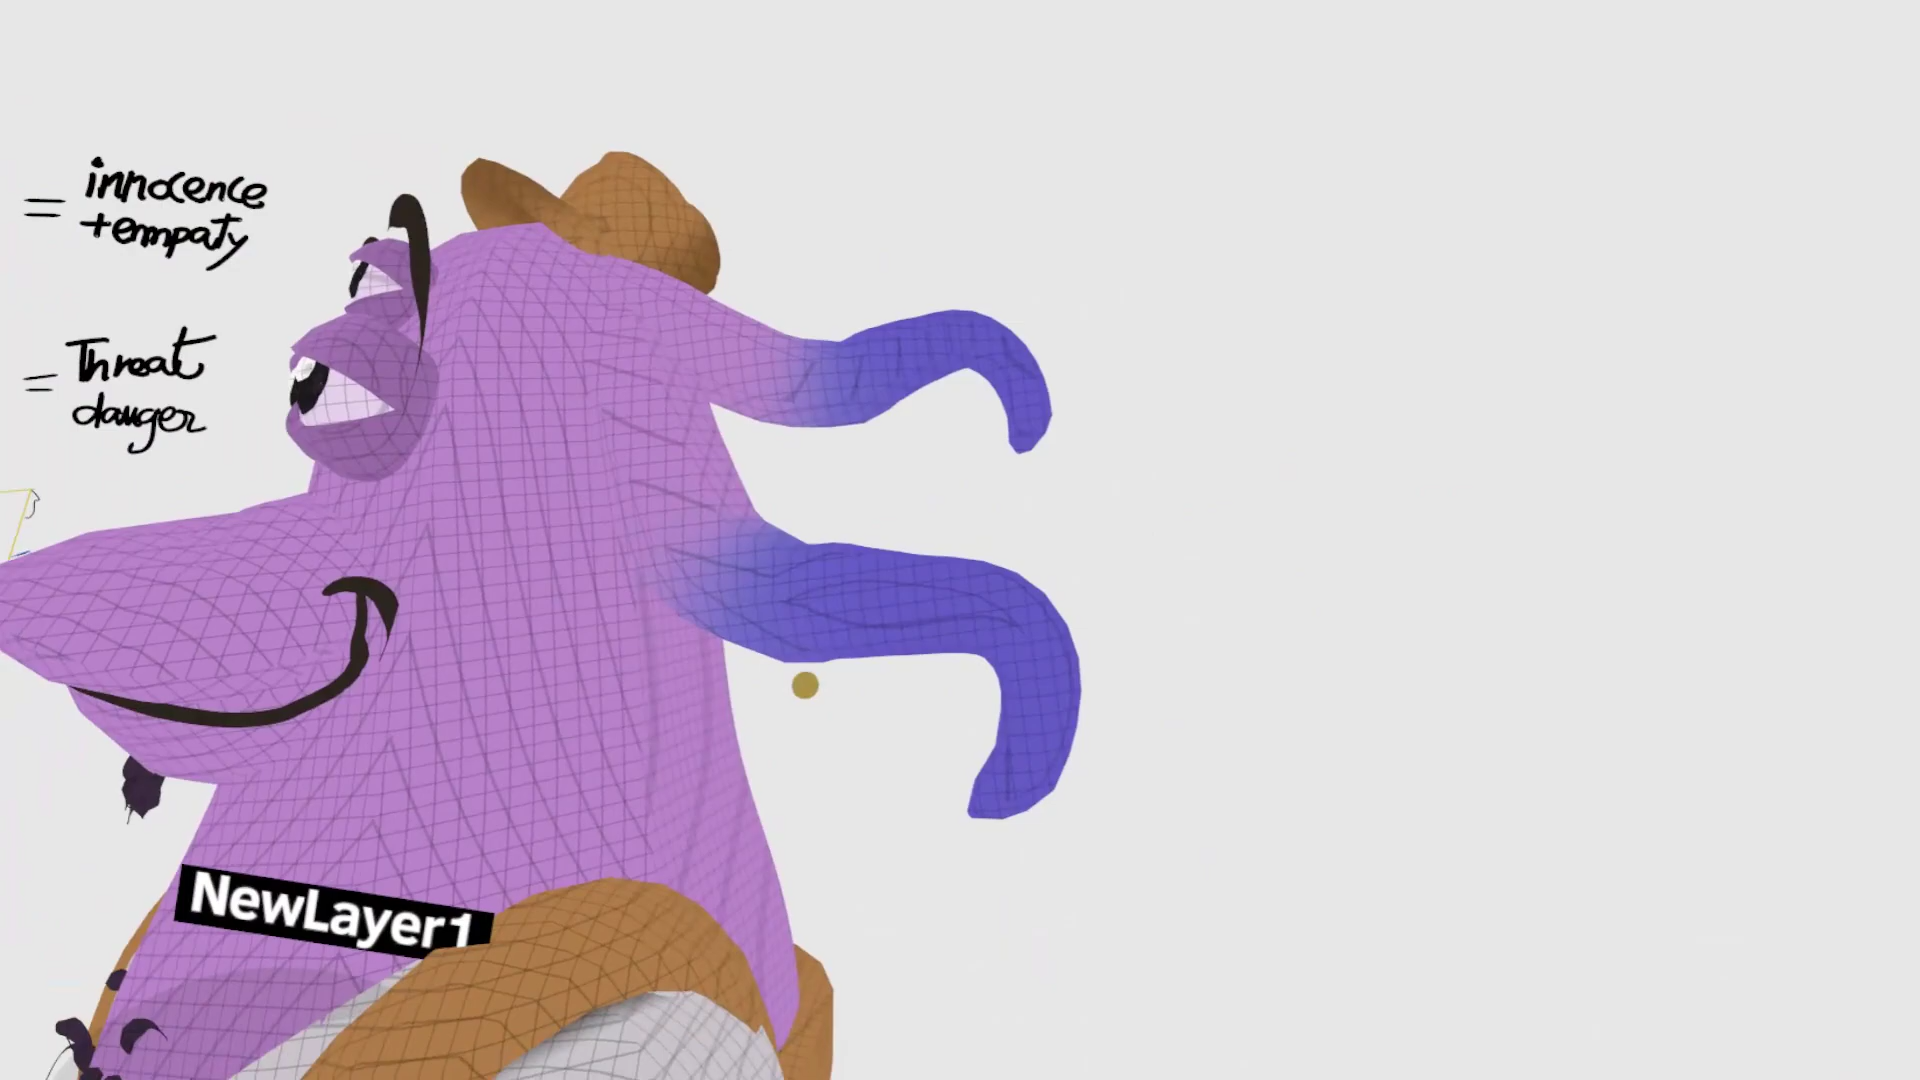 = innocence
+empaty
= Threat
danger
NewLayer1